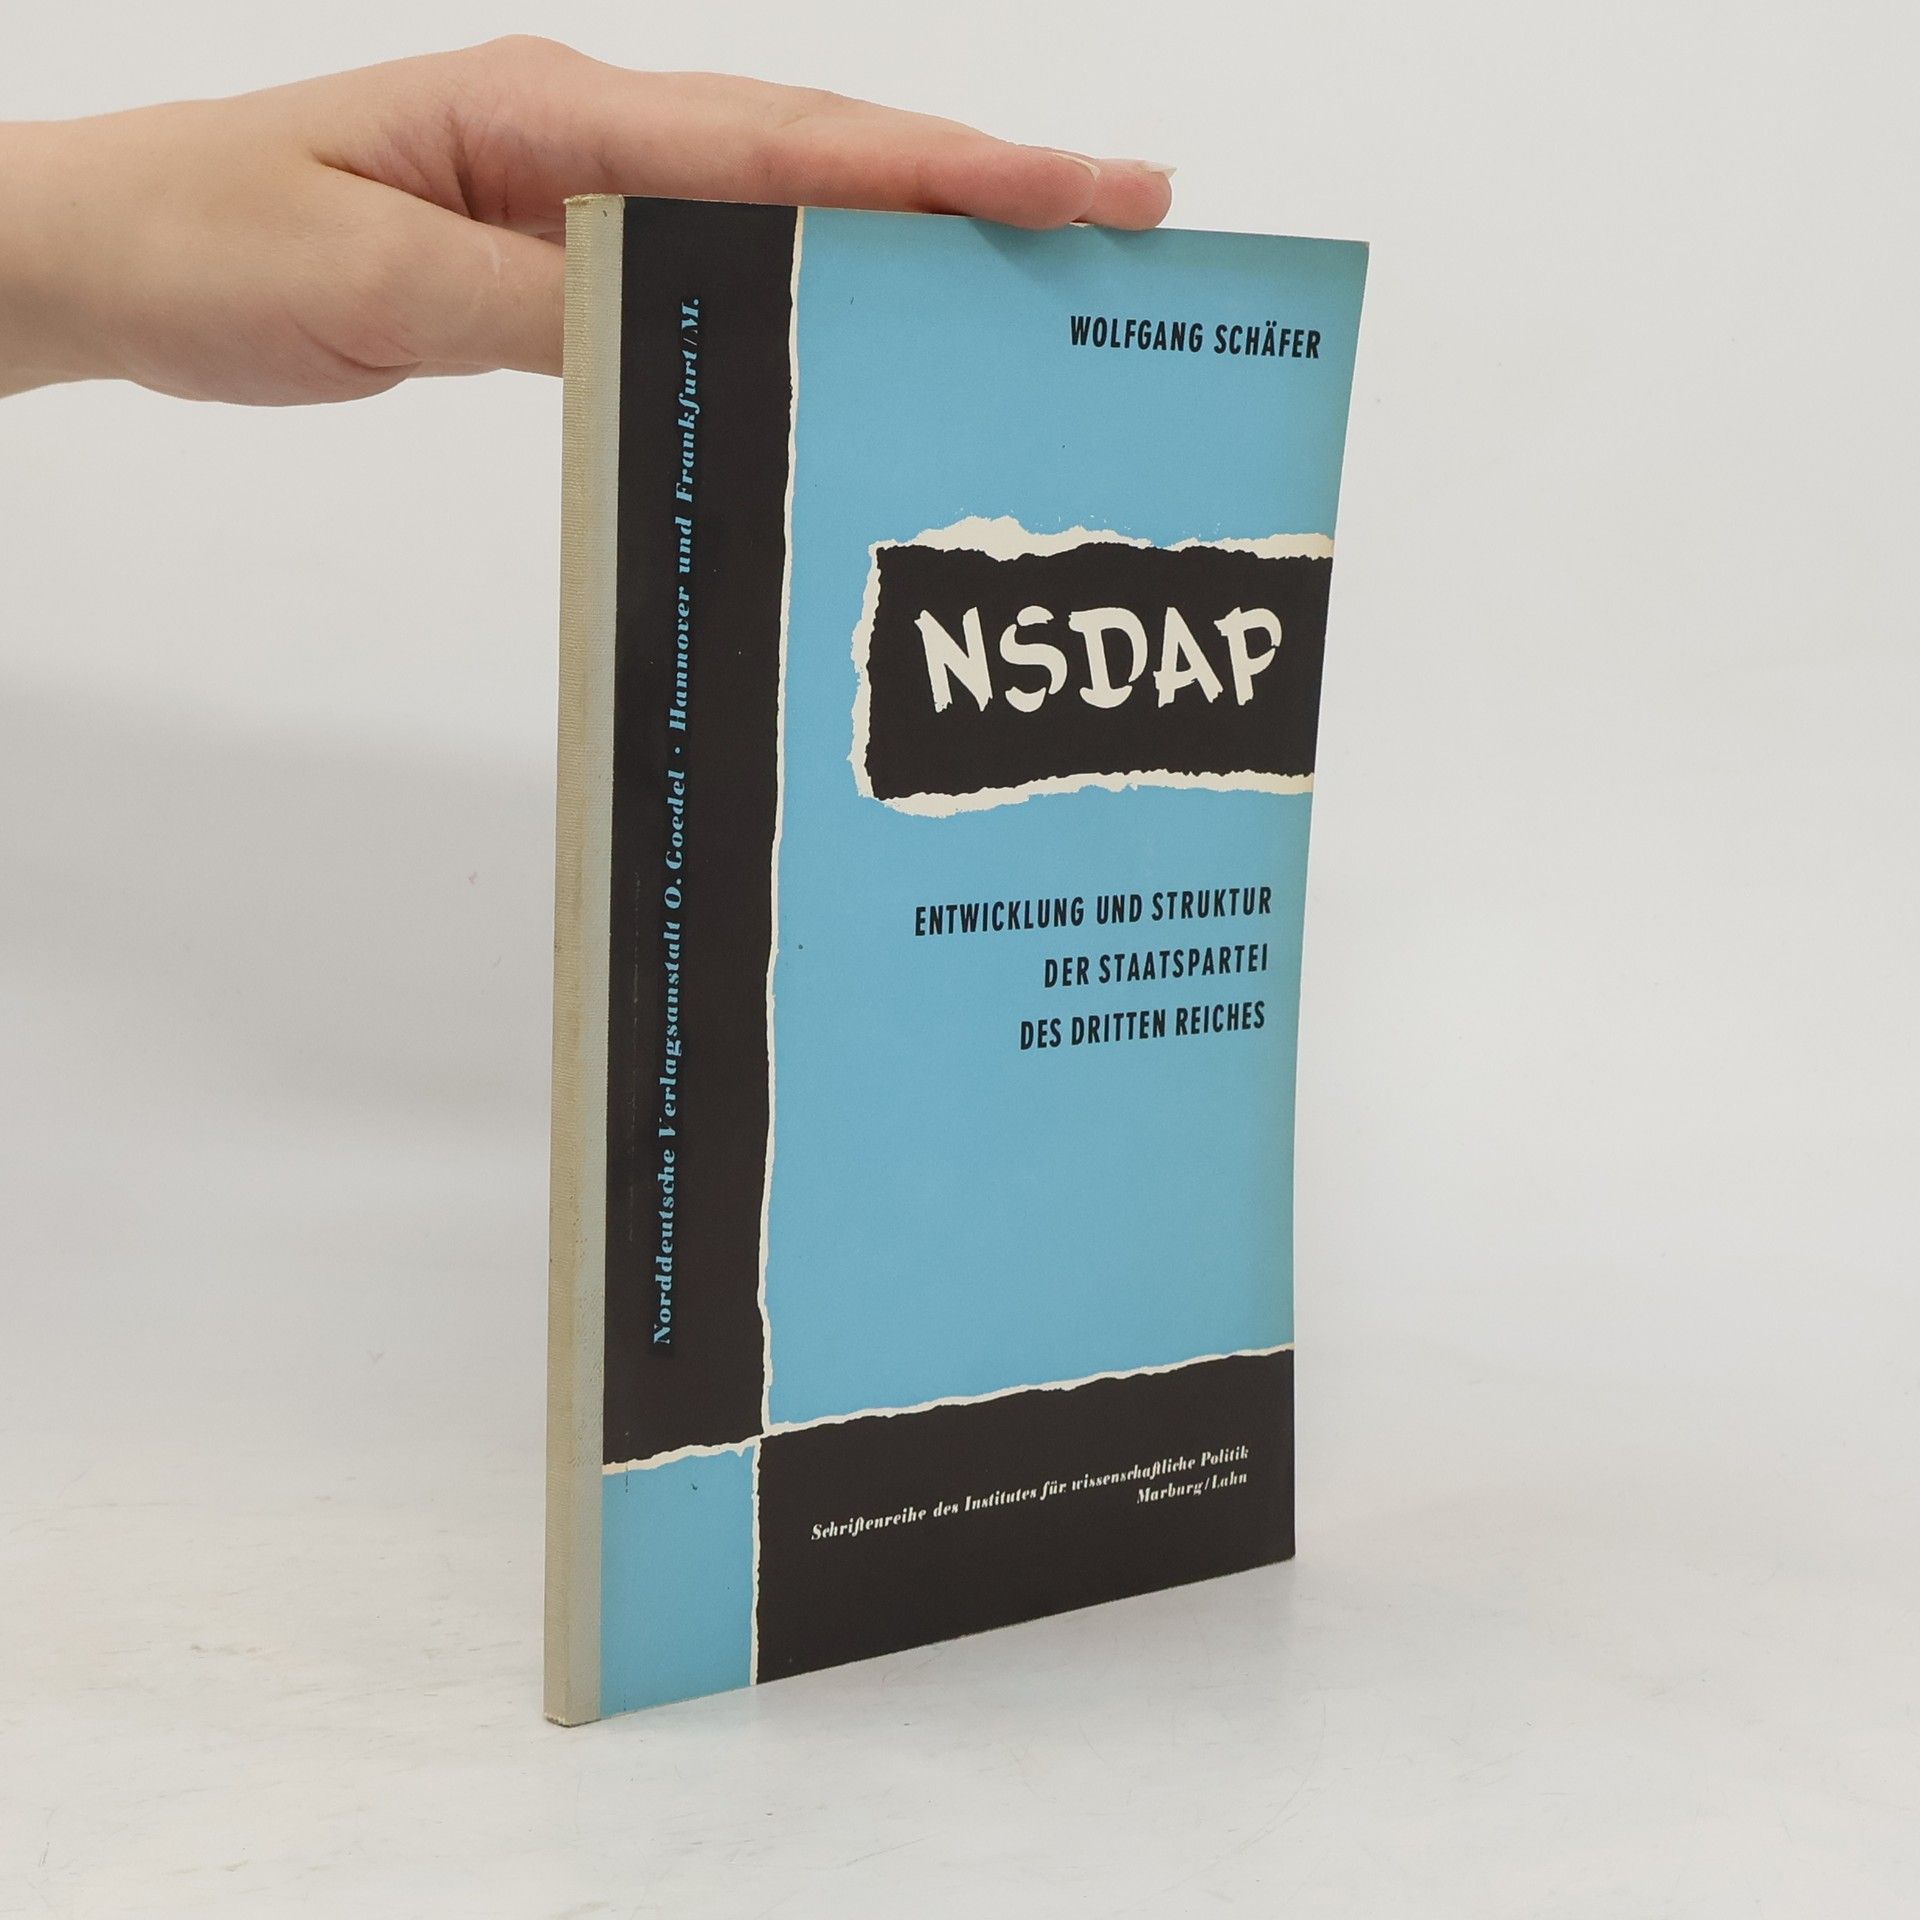 WOLFGANG SCHÄFER
NSDAP
ENTWICKLUNG UND STRUKTUR
DER STAATSPARTEI
DES DRITTEN REICHES
Schriftenreihe des Institutes für wissenschaftliche Politik
Marburg/Lahn
Norddeutsche Verlagsanstalt O. Goedel · Hannover und Frankfurt/M.